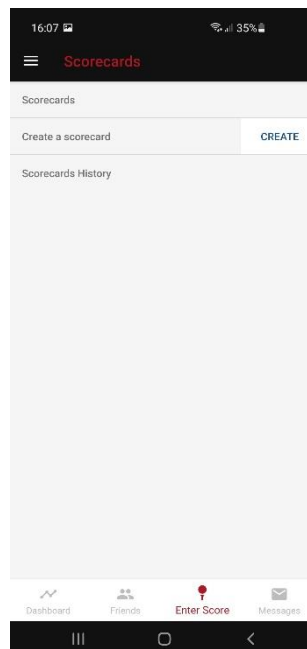 16:07 35%
Scorecards
Scorecards
Create a scorecard CREATE
Scorecards History
Dashboard Friends Enter Score Messages